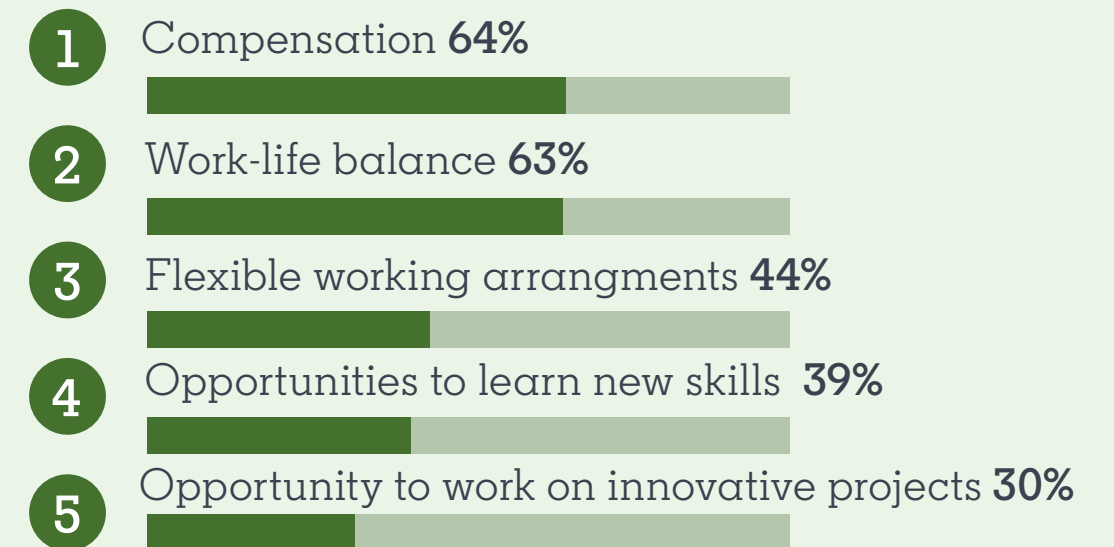 1 Compensation 64%
2 Work-life balance 63%
3 Flexible working arrangments 44%
4 Opportunities to learn new skills 39%
5 Opportunity to work on innovative projects 30%